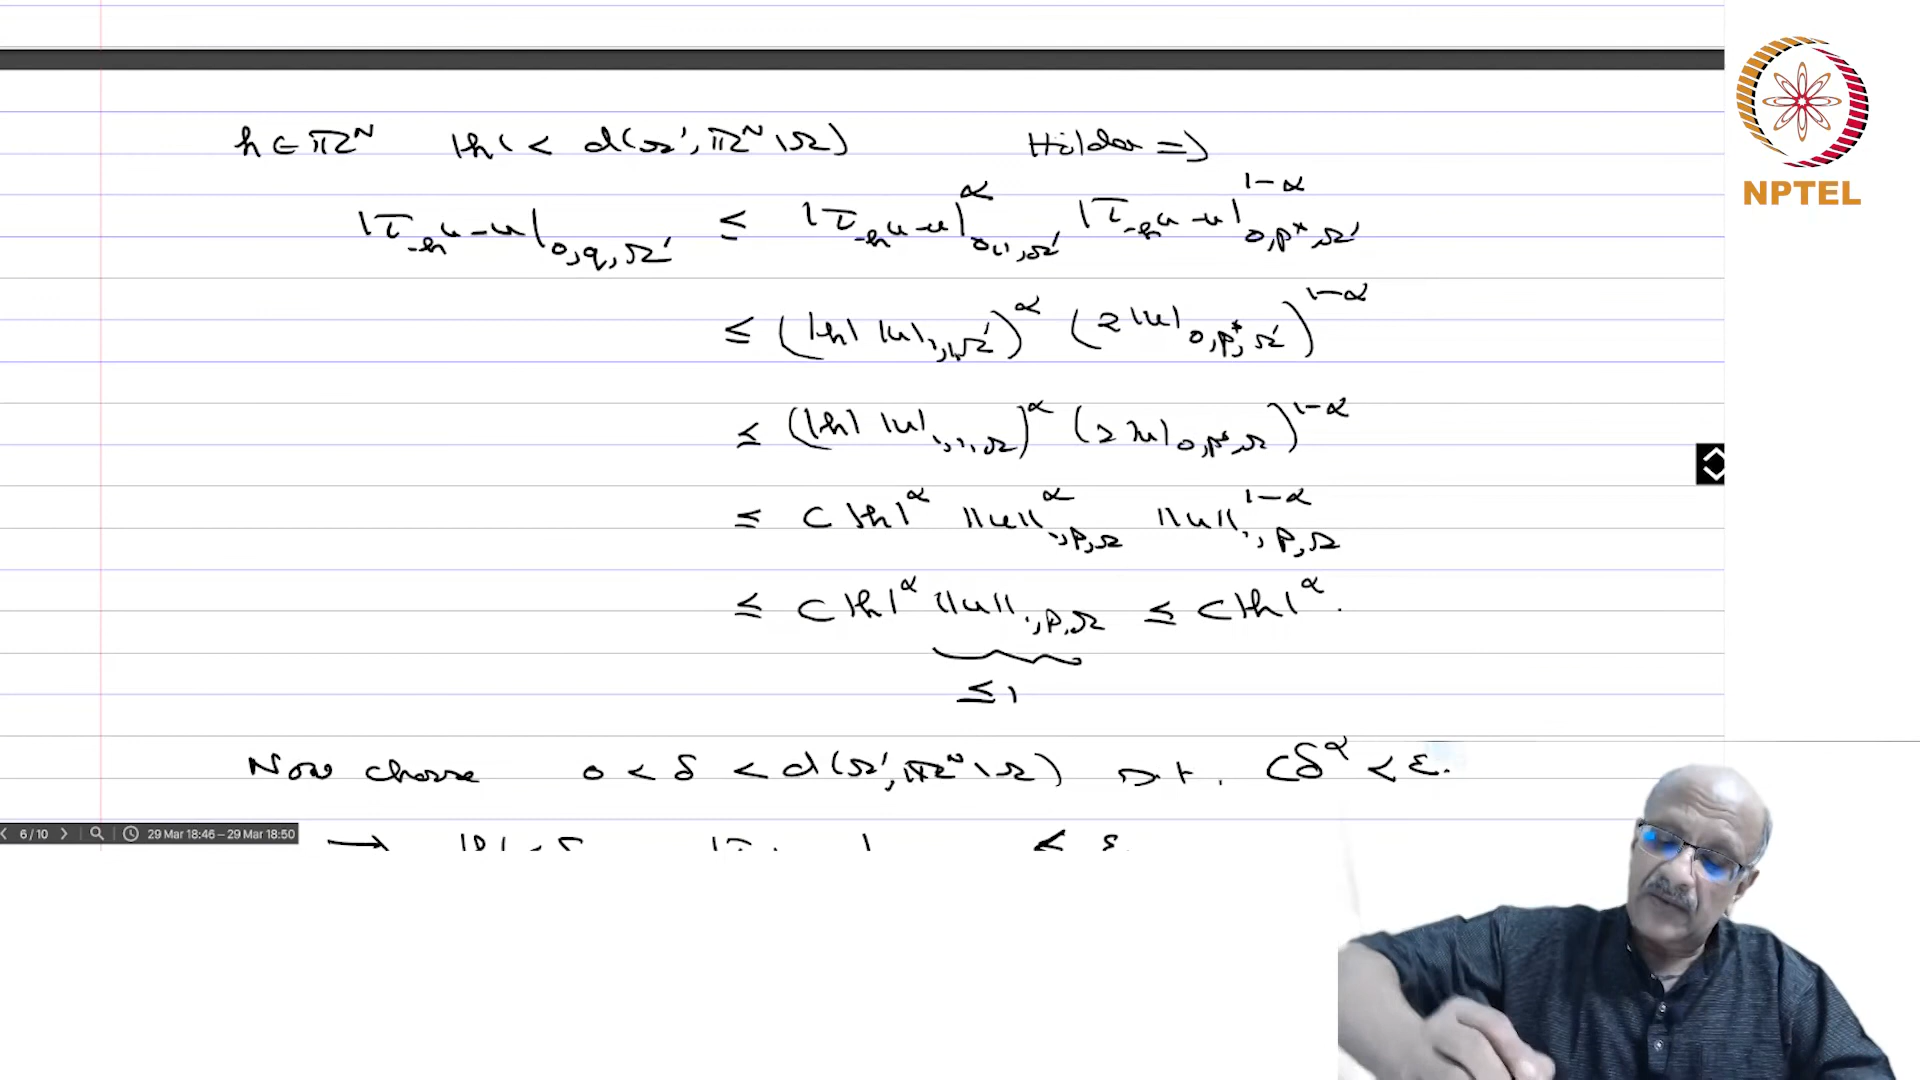 h ∈ ℝ^N |h| < d(Ω', ℝ^N \ Ω) Hölder ⇒
|τ_{-h}u - u|_{0,q,Ω'} ≤ |τ_{-h}u - u|^α_{0,1,Ω'} |τ_{-h}u - u|^{1-α}_{0,p*,Ω'}
≤ (|h| |u|_{1,1,Ω'})^α (2|u|_{0,p*,Ω'})^{1-α}
≤ (|h| |u|_{1,1,Ω})^α (2|u|_{0,p*,Ω})^{1-α}
≤ C|h|^α ||u||^α_{1,p,Ω} ||u||^{1-α}_{1,p,Ω}
≤ C|h|^α ||u||_{1,p,Ω} ≤ C|h|^α.
≤ 1
Now choose 0 < δ < d(Ω', ℝ^N \ Ω) s.t. Cδ^α < ε.
NPTEL
6/10 29 Mar 18:46 – 29 Mar 18:50